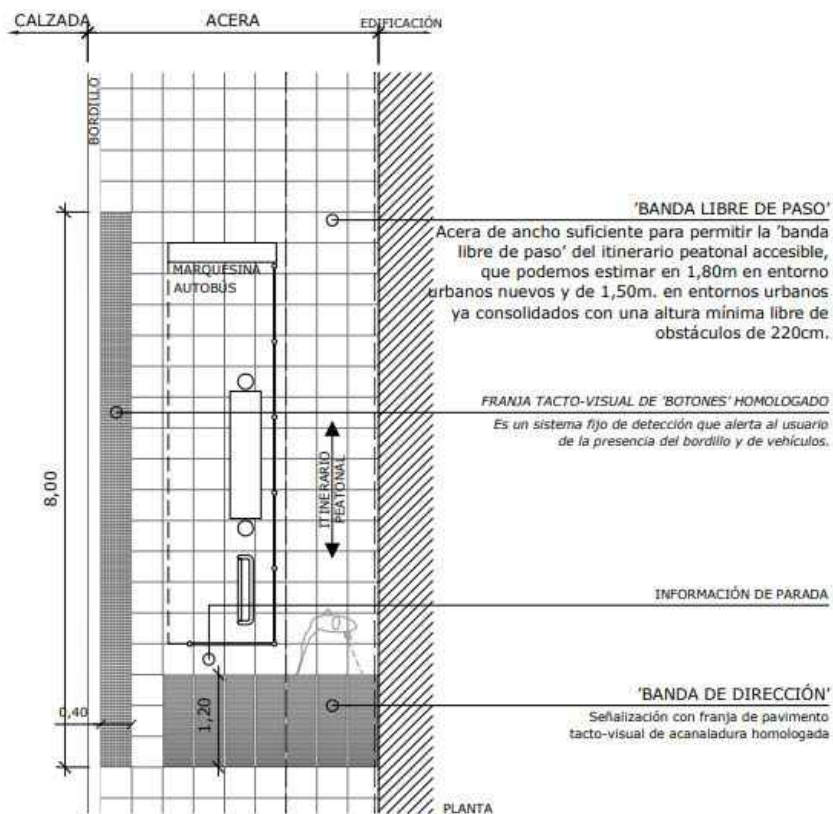 CALZADA
ACERA
EDIFICACIÓN
BORDILLO
'BANDA LIBRE DE PASO'
Acera de ancho suficiente para permitir la 'banda
libre de paso' del itinerario peatonal accesible,
que podemos estimar en 1,80m en entorno
urbanos nuevos y de 1,50m. en entornos urbanos
ya consolidados con una altura mínima libre de
obstáculos de 220cm.
MARQUESINA
AUTOBÚS
FRANJA TACTO-VISUAL DE 'BOTONES' HOMOLOGADO
Es un sistema fijo de detección que alerta al usuario
de la presencia del bordillo y de vehículos.
8,00
ITINERARIO
PEATONAL
INFORMACIÓN DE PARADA
'BANDA DE DIRECCIÓN'
Señalización con franja de pavimento
tacto-visual de acanaladura homologada
0,40
1,20
PLANTA